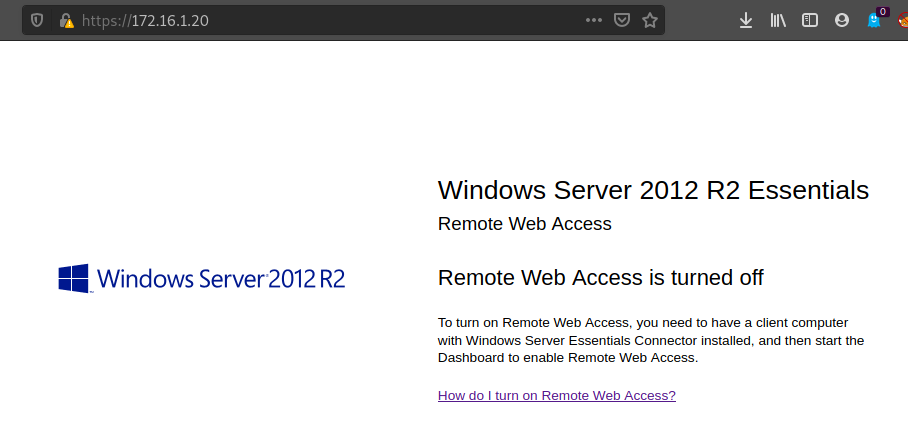 https://172.16.1.20
0
Windows Server 2012 R2 Essentials
Remote Web Access
Windows Server 2012 R2
Remote Web Access is turned off
To turn on Remote Web Access, you need to have a client computer
with Windows Server Essentials Connector installed, and then start the
Dashboard to enable Remote Web Access.
How do I turn on Remote Web Access?